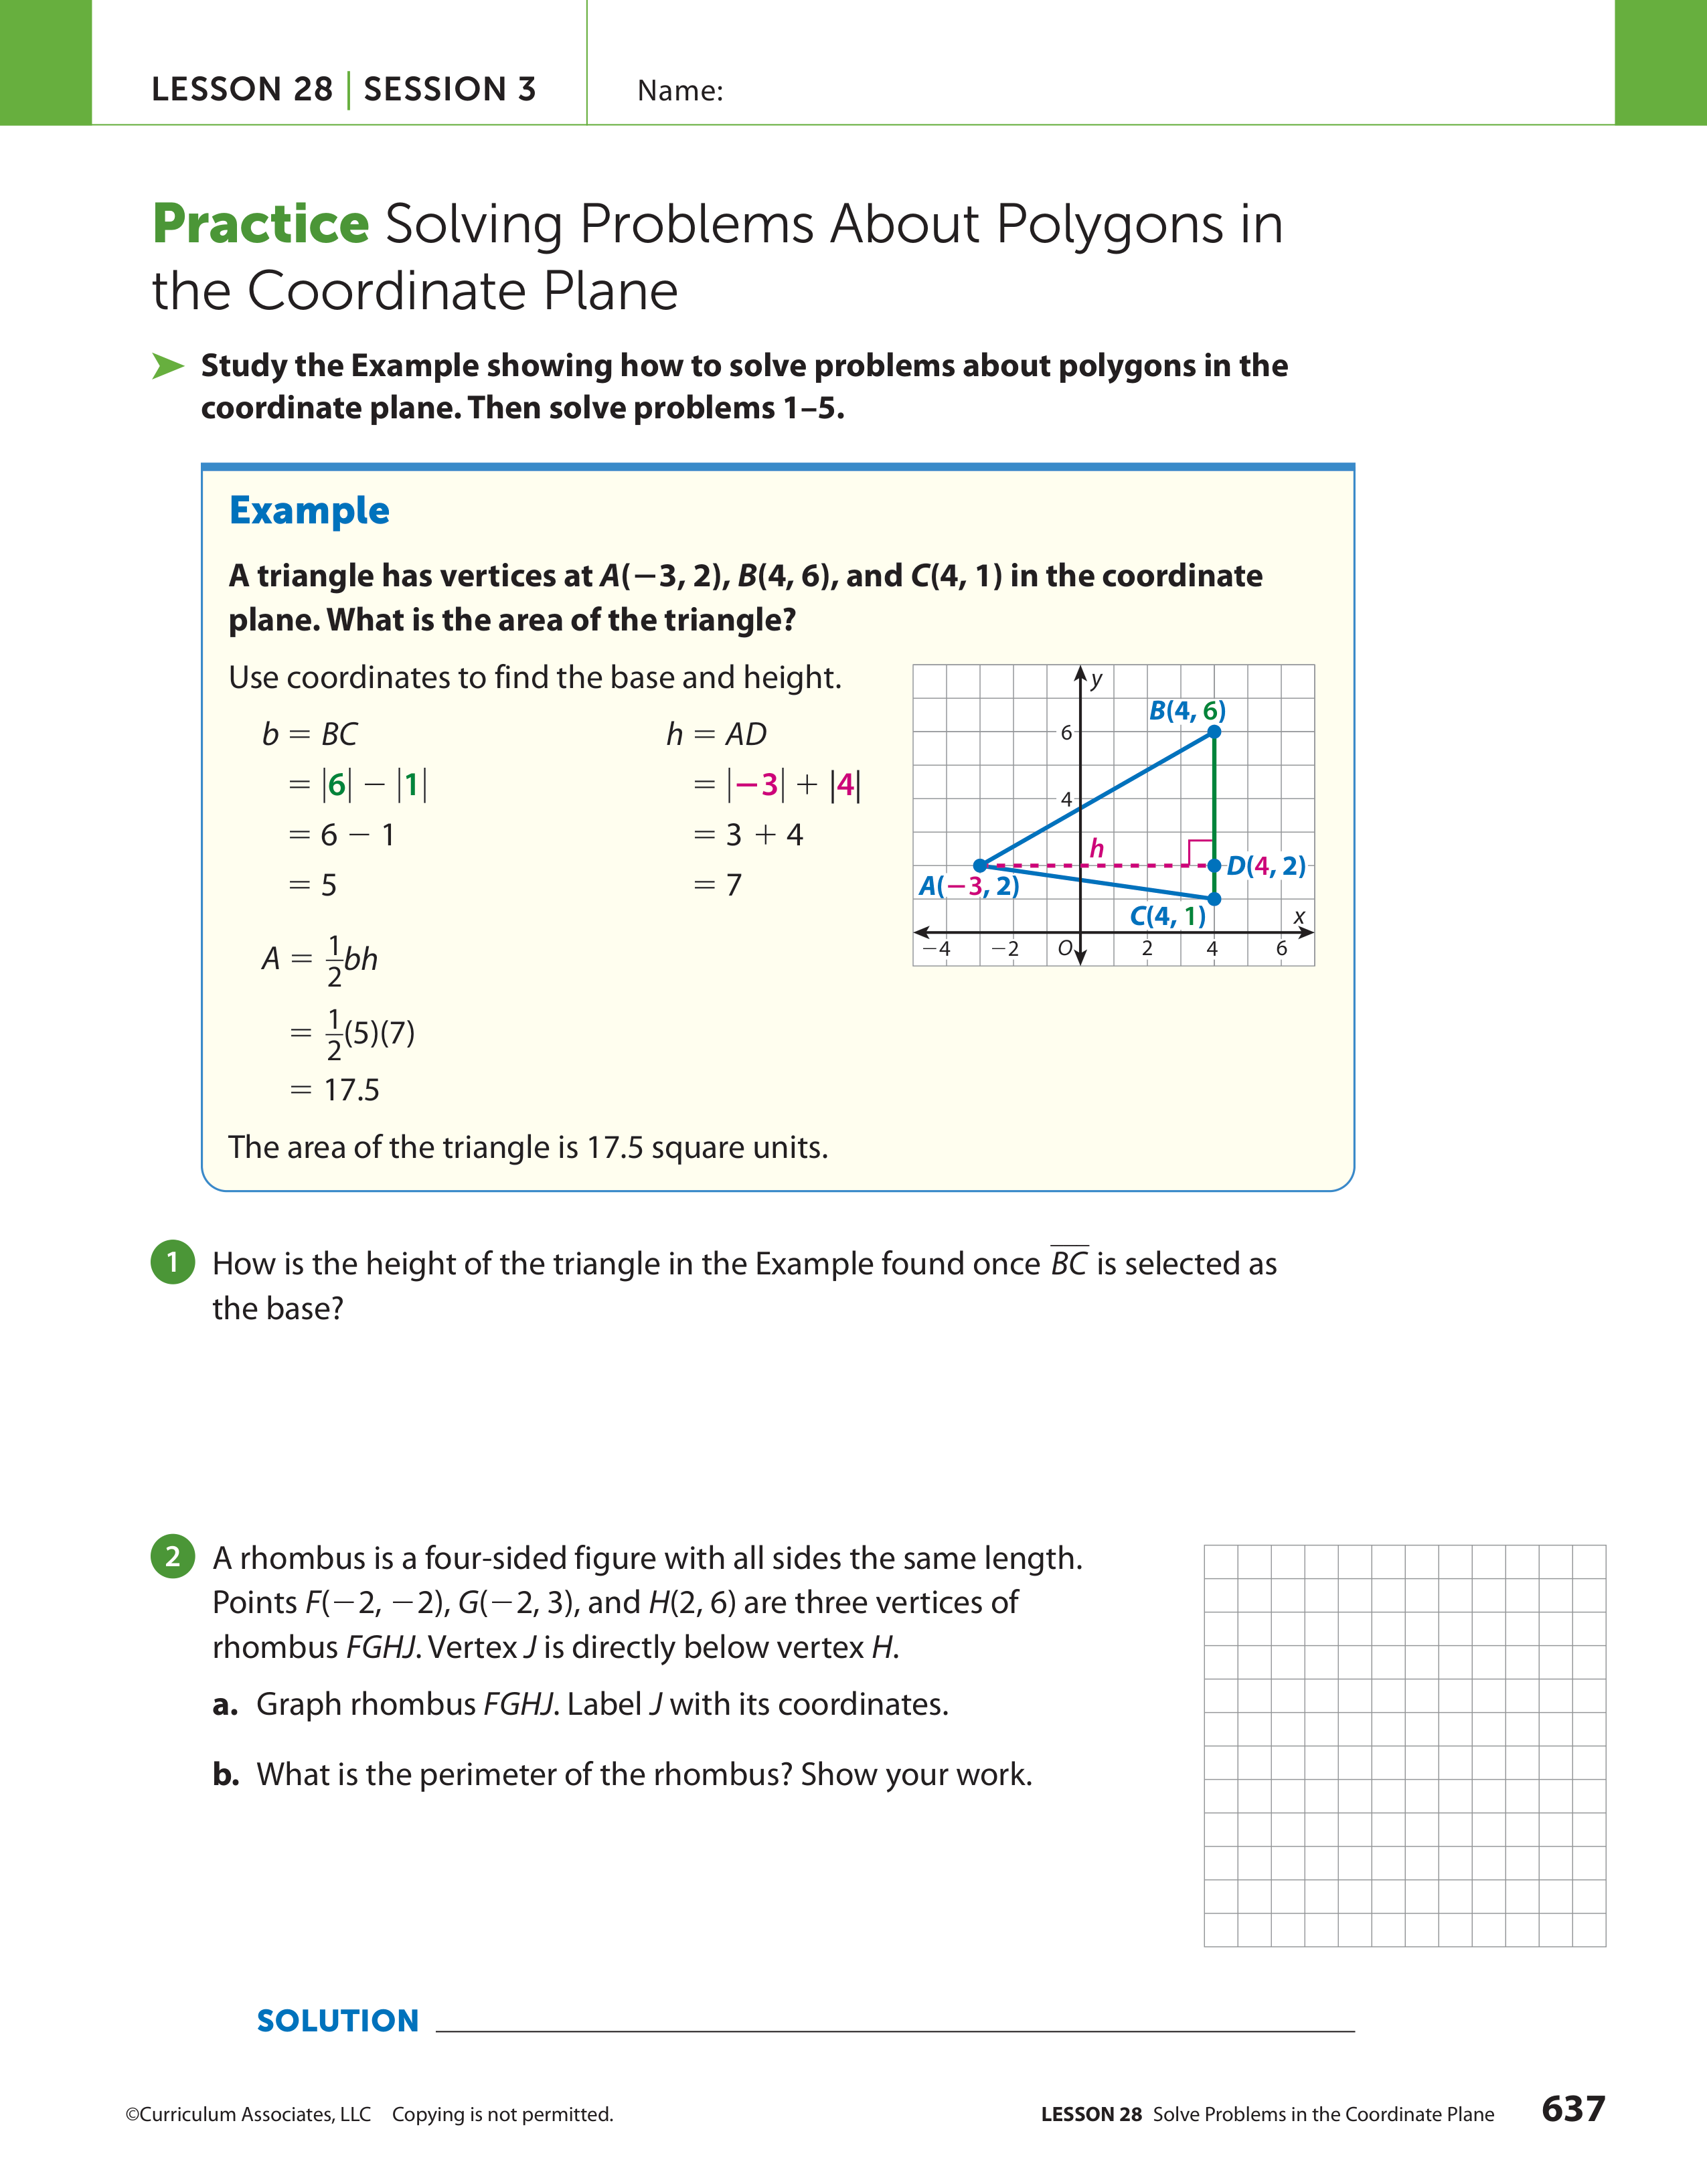 LESSON 28 | SESSION 3
Name:
Practice Solving Problems About Polygons in
the Coordinate Plane
➤ Study the Example showing how to solve problems about polygons in the
coordinate plane. Then solve problems 1–5.
Example
A triangle has vertices at A(−3, 2), B(4, 6), and C(4, 1) in the coordinate
plane. What is the area of the triangle?
Use coordinates to find the base and height.
b = BC
= |6| − |1|
= 6 − 1
= 5
h = AD
= |−3| + |4|
= 3 + 4
= 7
A = 1/2 bh
= 1/2 (5)(7)
= 17.5
y
B(4, 6)
6
4
h
D(4, 2)
A(−3, 2)
C(4, 1)
x
−4 −2 O 2 4 6
The area of the triangle is 17.5 square units.
1 How is the height of the triangle in the Example found once B̅C̅ is selected as
the base?
2 A rhombus is a four-sided figure with all sides the same length.
Points F(−2, −2), G(−2, 3), and H(2, 6) are three vertices of
rhombus FGHJ. Vertex J is directly below vertex H.
a. Graph rhombus FGHJ. Label J with its coordinates.
b. What is the perimeter of the rhombus? Show your work.
SOLUTION
©Curriculum Associates, LLC Copying is not permitted.
LESSON 28 Solve Problems in the Coordinate Plane 637